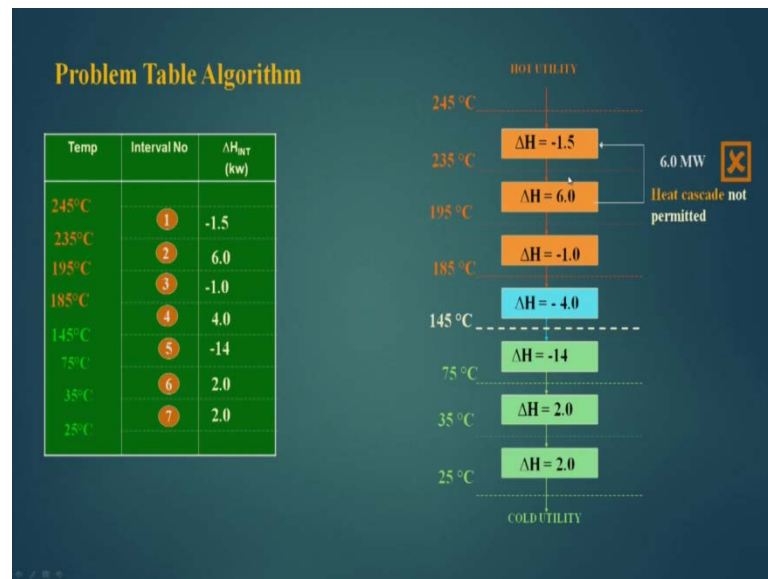 Problem Table Algorithm
Temp Interval No ΔH_INT
(kw)
245°C
1 -1.5
235°C
2 6.0
195°C
3 -1.0
185°C
4 4.0
145°C
5 -14
75°C
6 2.0
35°C
7 2.0
25°C
HOT UTILITY
245 °C
ΔH = -1.5
235 °C
6.0 MW
ΔH = 6.0
Heat cascade not
permitted
195 °C
ΔH = -1.0
185 °C
ΔH = - 4.0
145 °C
ΔH = -14
75 °C
ΔH = 2.0
35 °C
ΔH = 2.0
25 °C
COLD UTILITY